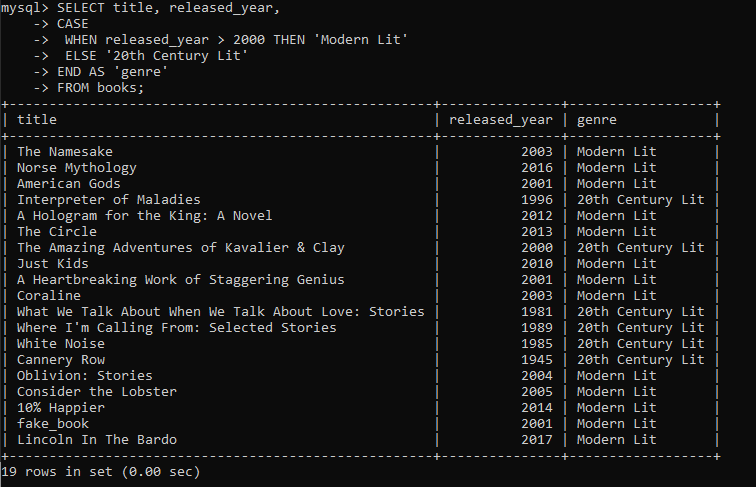 mysql> SELECT title, released_year,
    -> CASE
    ->  WHEN released_year > 2000 THEN 'Modern Lit'
    ->  ELSE '20th Century Lit'
    -> END AS 'genre'
    -> FROM books;
+-----------------------------------------------------+---------------+------------------+
| title                                               | released_year | genre            |
+-----------------------------------------------------+---------------+------------------+
| The Namesake                                        |          2003 | Modern Lit       |
| Norse Mythology                                     |          2016 | Modern Lit       |
| American Gods                                       |          2001 | Modern Lit       |
| Interpreter of Maladies                             |          1996 | 20th Century Lit |
| A Hologram for the King: A Novel                    |          2012 | Modern Lit       |
| The Circle                                          |          2013 | Modern Lit       |
| The Amazing Adventures of Kavalier & Clay           |          2000 | 20th Century Lit |
| Just Kids                                           |          2010 | Modern Lit       |
| A Heartbreaking Work of Staggering Genius           |          2001 | Modern Lit       |
| Coraline                                            |          2003 | Modern Lit       |
| What We Talk About When We Talk About Love: Stories |          1981 | 20th Century Lit |
| Where I'm Calling From: Selected Stories            |          1989 | 20th Century Lit |
| White Noise                                         |          1985 | 20th Century Lit |
| Cannery Row                                         |          1945 | 20th Century Lit |
| Oblivion: Stories                                   |          2004 | Modern Lit       |
| Consider the Lobster                                |          2005 | Modern Lit       |
| 10% Happier                                         |          2014 | Modern Lit       |
| fake_book                                           |          2001 | Modern Lit       |
| Lincoln In The Bardo                                |          2017 | Modern Lit       |
+-----------------------------------------------------+---------------+------------------+
19 rows in set (0.00 sec)